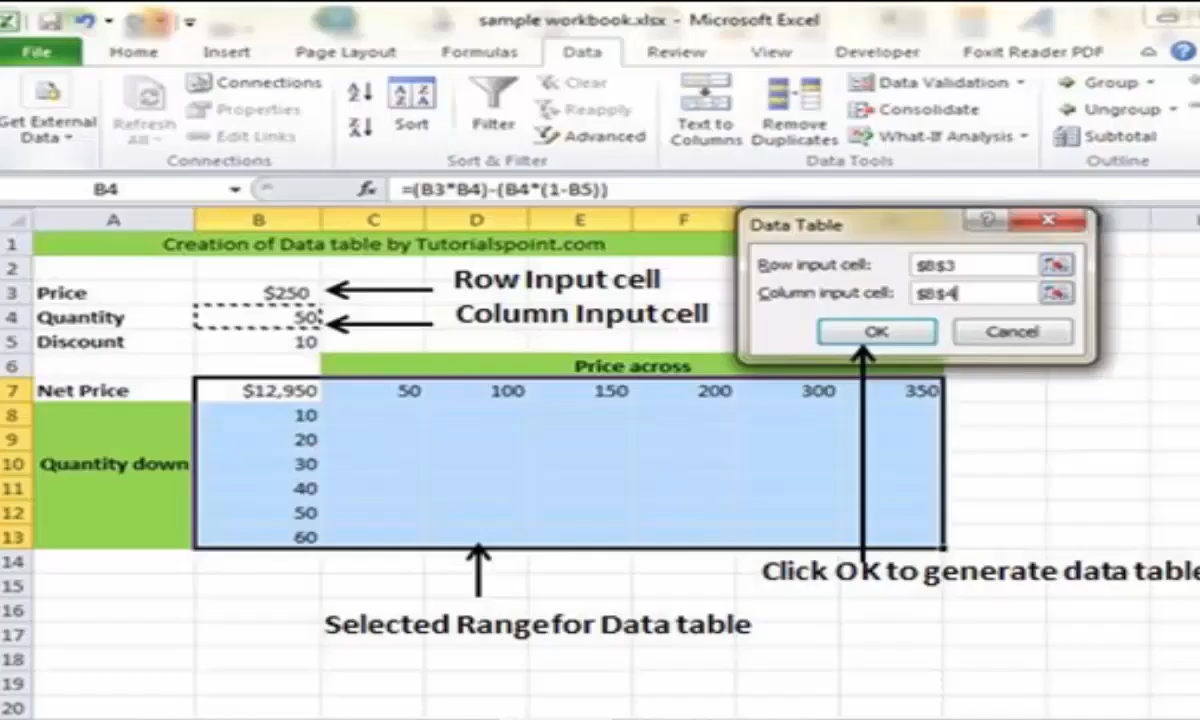 sample workbook.xlsx - Microsoft Excel
File Home Insert Page Layout Formulas Data Review View Developer Foxit Reader PDF
Get External Data
Refresh All
Connections
Properties
Edit Links
Connections
Sort
Filter
Clear
Reapply
Advanced
Sort & Filter
Text to Columns
Remove Duplicates
Data Validation
Consolidate
What-If Analysis
Data Tools
Group
Ungroup
Subtotal
Outline
B4 fx =(B3*B4)-(B4*(1-B5))
A B C D E F
1 Creation of Data table by Tutorialspoint.com
2
3 Price $250
4 Quantity 50
5 Discount 10
6 Price across
7 Net Price $12,950 50 100 150 200 300 350
8 10
9 20
10 Quantity down 30
11 40
12 50
13 60
14
15
16
17
18
19
20
Row Input cell
Column Input cell
Data Table
Row input cell: $B$3
Column input cell: $B$4
OK Cancel
Click OK to generate data table
Selected Range for Data table